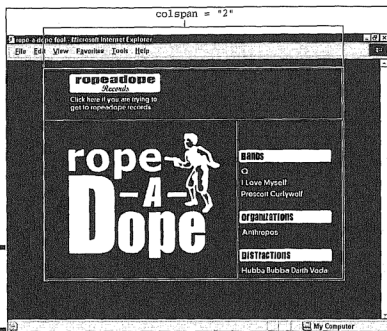 colspan = "2"
rope-a-dope fool - Microsoft Internet Explorer
File Edit View Favorites Tools Help
ropeadope
Records
Click here if you are trying to
get to ropeadope records
rope
-A-
Dope
Bands
Q
I Love Myself
Prescott Curlywolf
Organizations
Anthropos
Distractions
Hubba Bubba Darth Vada
My Computer